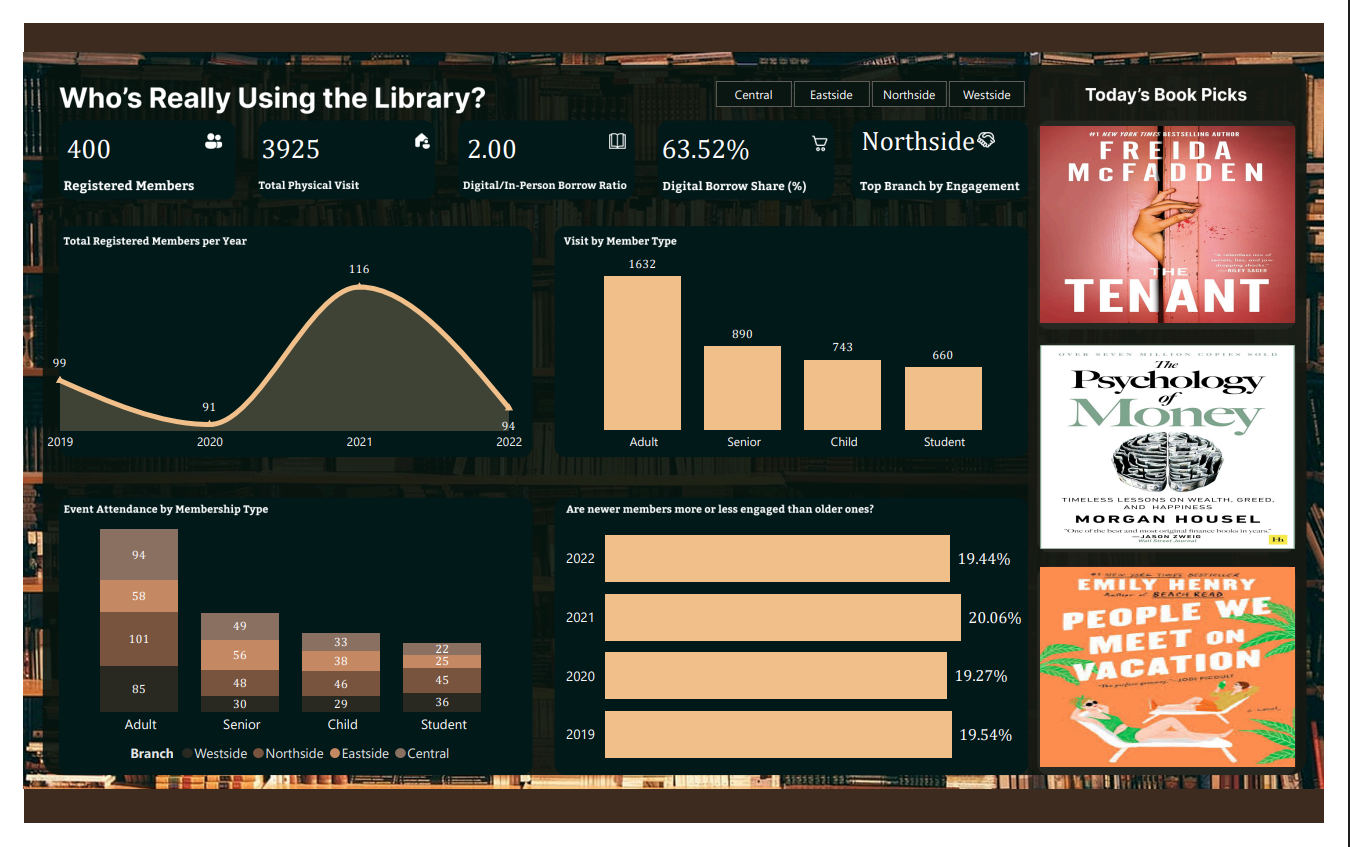 Who's Really Using the Library?
Central
Eastside
Northside
Westside
Today's Book Picks
400
Registered Members
3925
Total Physical Visit
2.00
Digital/In-Person Borrow Ratio
63.52%
Digital Borrow Share (%)
Northside
Top Branch by Engagement
Total Registered Members per Year
99
91
116
94
2019
2020
2021
2022
Visit by Member Type
1632
890
743
660
Adult
Senior
Child
Student
Event Attendance by Membership Type
94
58
101
85
49
56
48
30
33
38
46
29
22
25
45
36
Adult
Senior
Child
Student
Branch
Westside
Northside
Eastside
Central
Are newer members more or less engaged than older ones?
2022
19.44%
2021
20.06%
2020
19.27%
2019
19.54%
#1 NEW YORK TIMES BESTSELLING AUTHOR
FREIDA
McFADDEN
—RILEY SAGER
THE
TENANT
OVER SEVEN MILLION COPIES SOLD
The
Psychology
of
Money
TIMELESS LESSONS ON WEALTH, GREED,
AND HAPPINESS
MORGAN HOUSEL
"One of the best and most original finance books in years."
—JASON ZWEIG
Wall Street Journal
Hh
#1 NEW YORK TIMES BESTSELLER
EMILY HENRY
Author of BEACH READ
PEOPLE WE
MEET ON
VACATION
"The perfect getaway." —JODI PICOULT
a novel